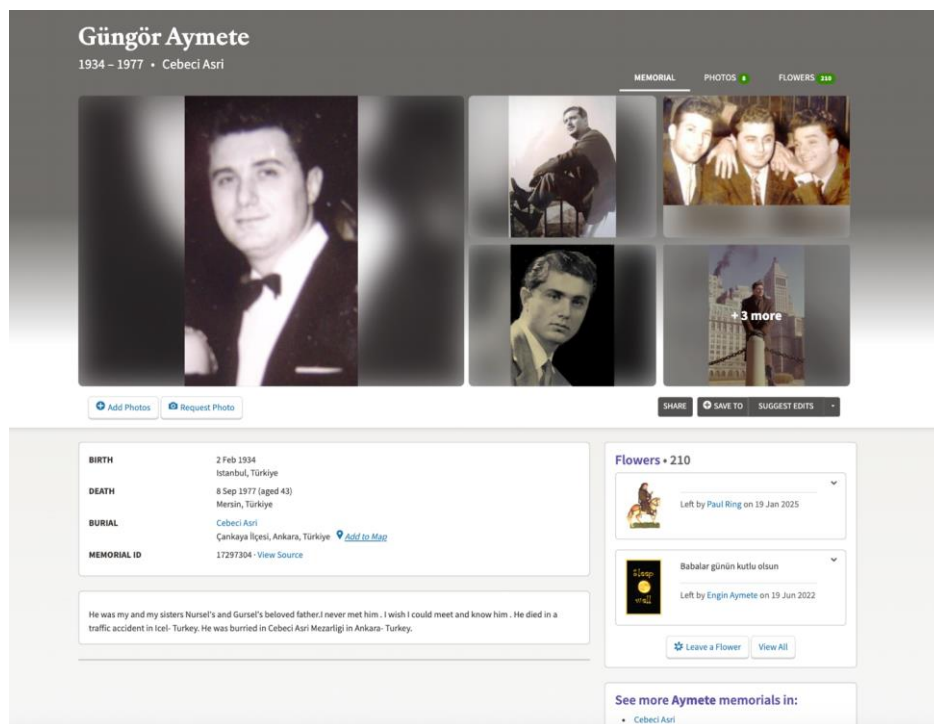 Güngör Aymete
1934 – 1977 • Cebeci Asri
MEMORIAL PHOTOS 8 FLOWERS 210
+ 3 more
Add Photos Request Photo
SHARE SAVE TO SUGGEST EDITS
BIRTH 2 Feb 1934
Istanbul, Türkiye
DEATH 8 Sep 1977 (aged 43)
Mersin, Türkiye
BURIAL Cebeci Asri
Çankaya İlçesi, Ankara, Türkiye Add to Map
MEMORIAL ID 17297304 · View Source
He was my and my sisters Nursel's and Gursel's beloved father.I never met him . I wish I could meet and know him . He died in a
traffic accident in Icel- Turkey. He was burried in Cebeci Asri Mezarligi in Ankara- Turkey.
Flowers • 210
Left by Paul Ring on 19 Jan 2025
Sleep
well
Babalar günün kutlu olsun
Left by Engin Aymete on 19 Jun 2022
Leave a Flower View All
See more Aymete memorials in:
• Cebeci Asri